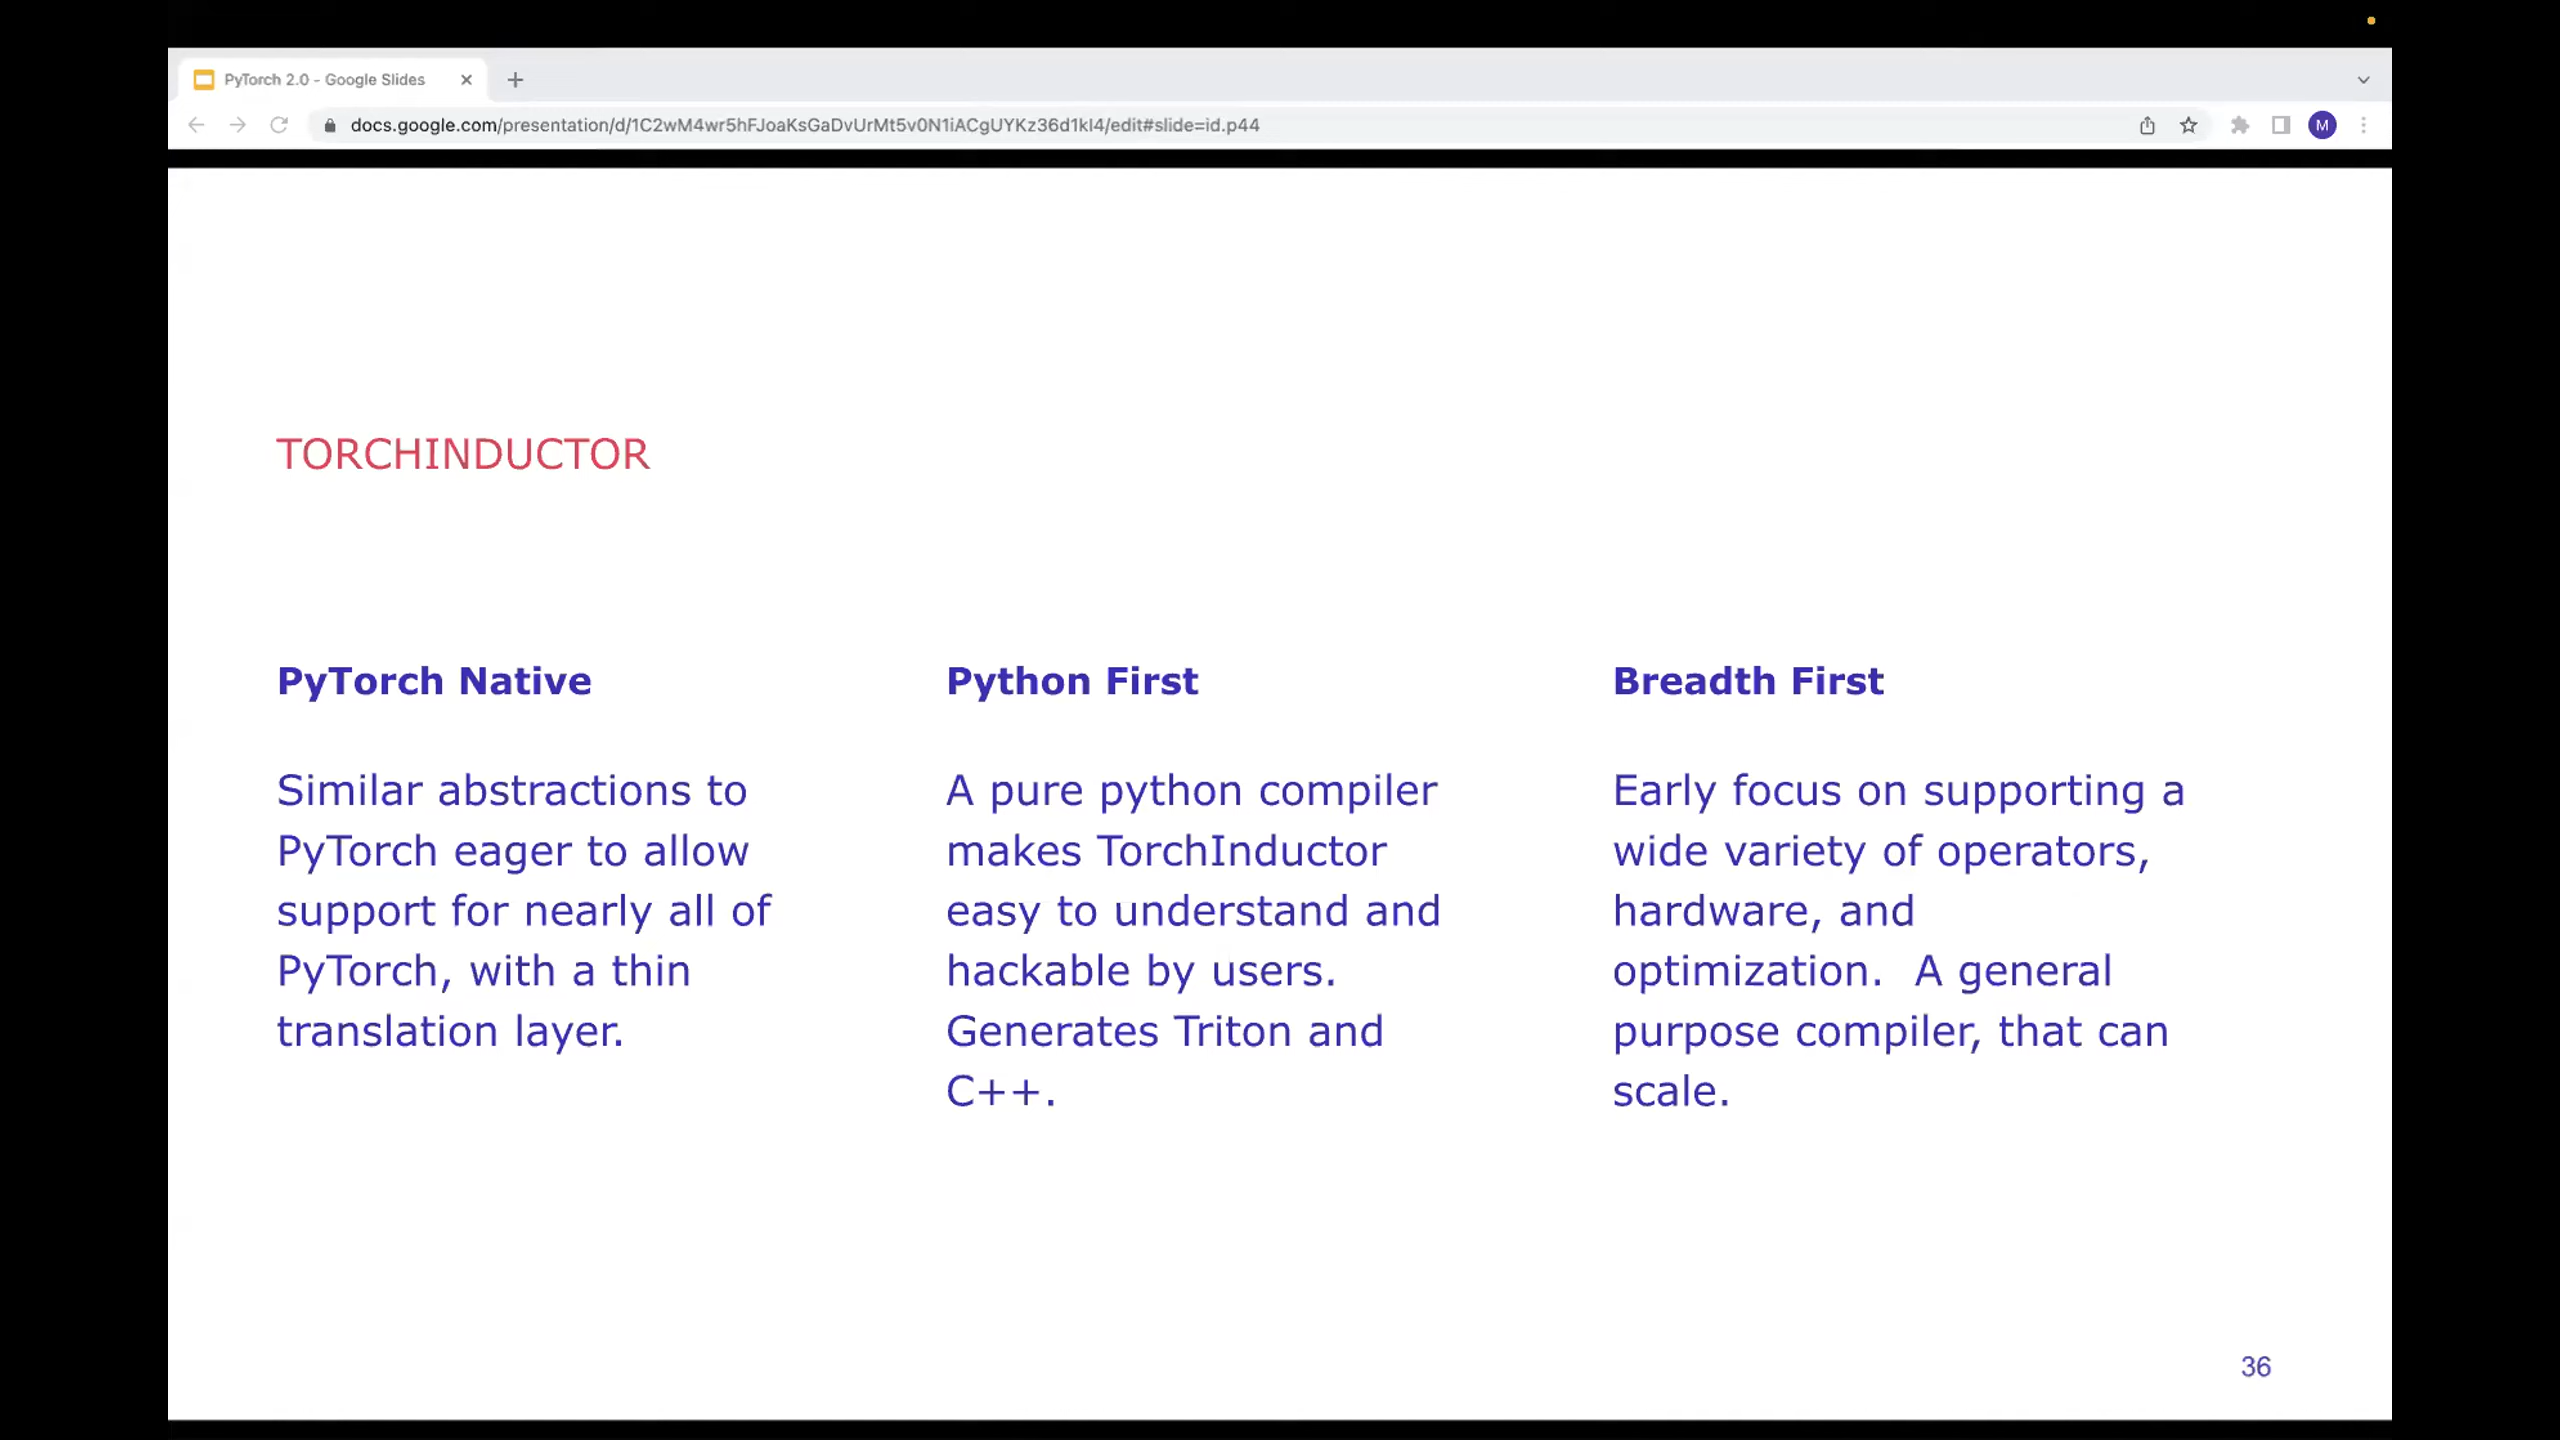 PyTorch 2.0 - Google Slides
docs.google.com/presentation/d/1C2wM4wr5hFJoaKsGaDvUrMt5v0N1iACgUYKz36d1kI4/edit#slide=id.p44
M
TORCHINDUCTOR
PyTorch Native
Similar abstractions to
PyTorch eager to allow
support for nearly all of
PyTorch, with a thin
translation layer.
Python First
A pure python compiler
makes TorchInductor
easy to understand and
hackable by users.
Generates Triton and
C++.
Breadth First
Early focus on supporting a
wide variety of operators,
hardware, and
optimization.  A general
purpose compiler, that can
scale.
36